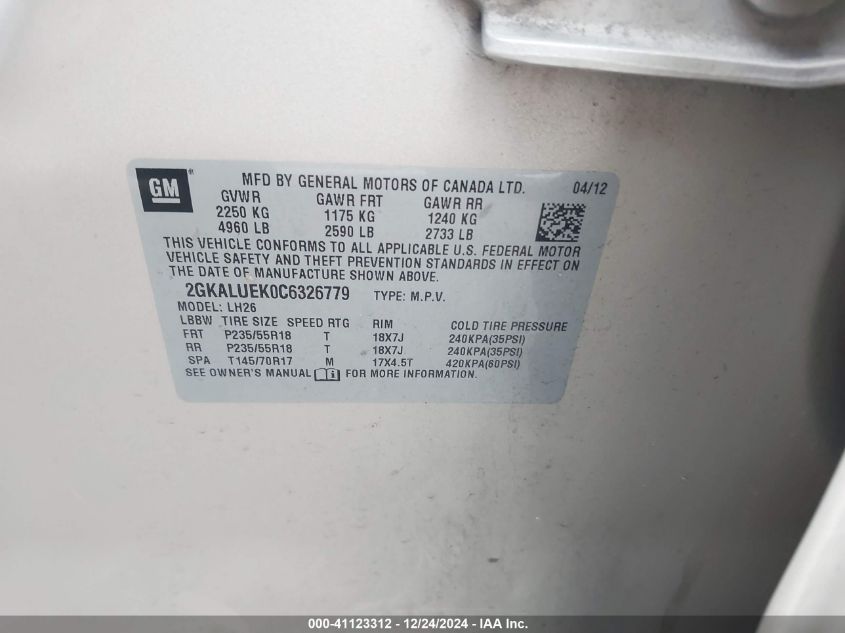 GM ®
MFD BY GENERAL MOTORS OF CANADA LTD. 04/12
GVWR GAWR FRT GAWR RR
2250 KG 1175 KG 1240 KG
4960 LB 2590 LB 2733 LB
THIS VEHICLE CONFORMS TO ALL APPLICABLE U.S. FEDERAL MOTOR
VEHICLE SAFETY AND THEFT PREVENTION STANDARDS IN EFFECT ON
THE DATE OF MANUFACTURE SHOWN ABOVE.
2GKALUEK0C6326779 TYPE: M.P.V.
MODEL: LH26
LBBW TIRE SIZE SPEED RTG RIM COLD TIRE PRESSURE
FRT P235/55R18 T 18X7J 240KPA(35PSI)
RR P235/55R18 T 18X7J 240KPA(35PSI)
SPA T145/70R17 M 17X4.5T 420KPA(60PSI)
SEE OWNER'S MANUAL FOR MORE INFORMATION.
000-41123312 - 12/24/2024 - IAA Inc.